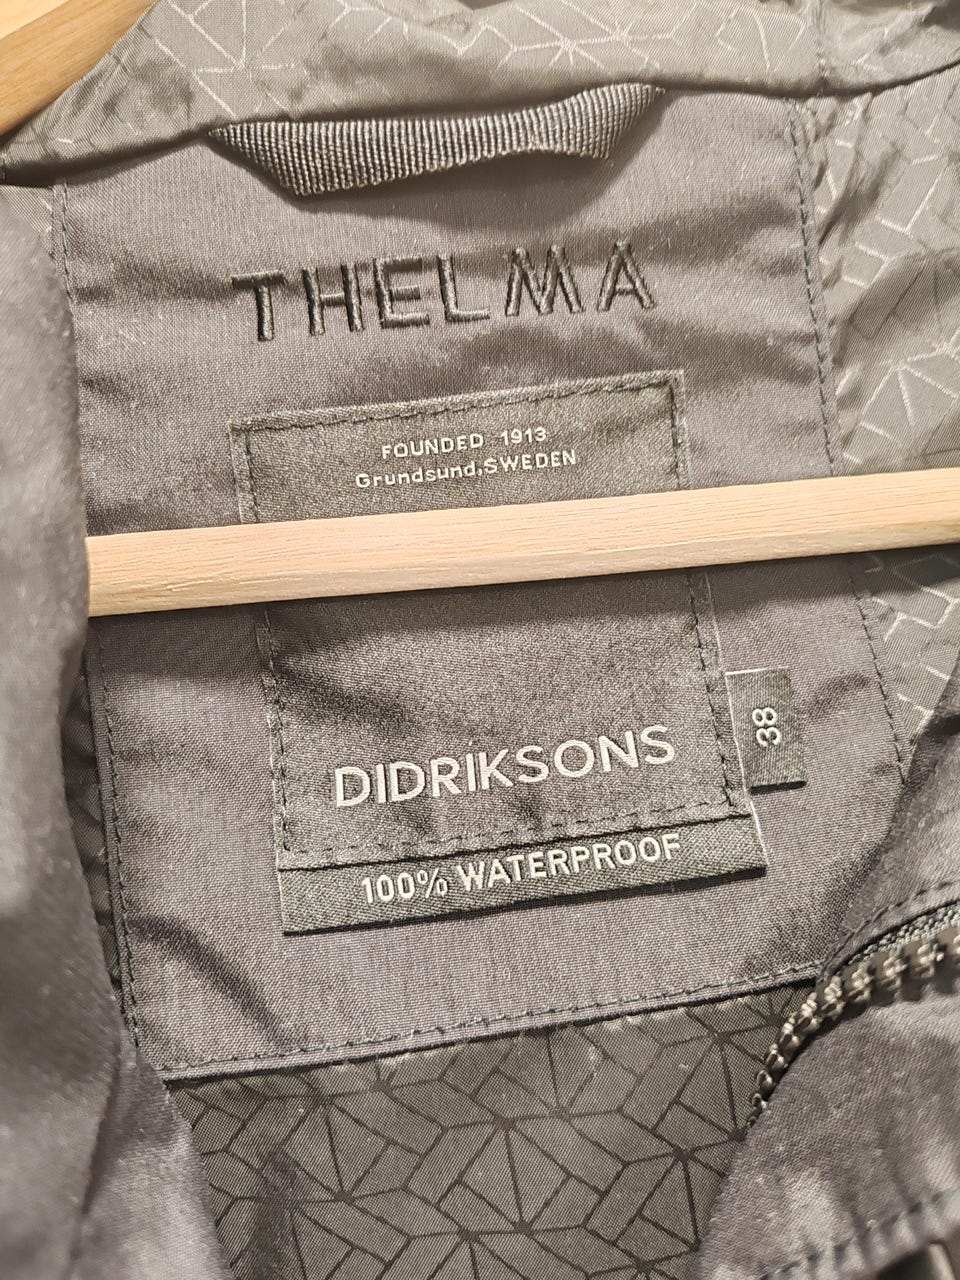 THELMA
FOUNDED 1913
Grundsund,SWEDEN
DIDRIKSONS
38
100% WATERPROOF